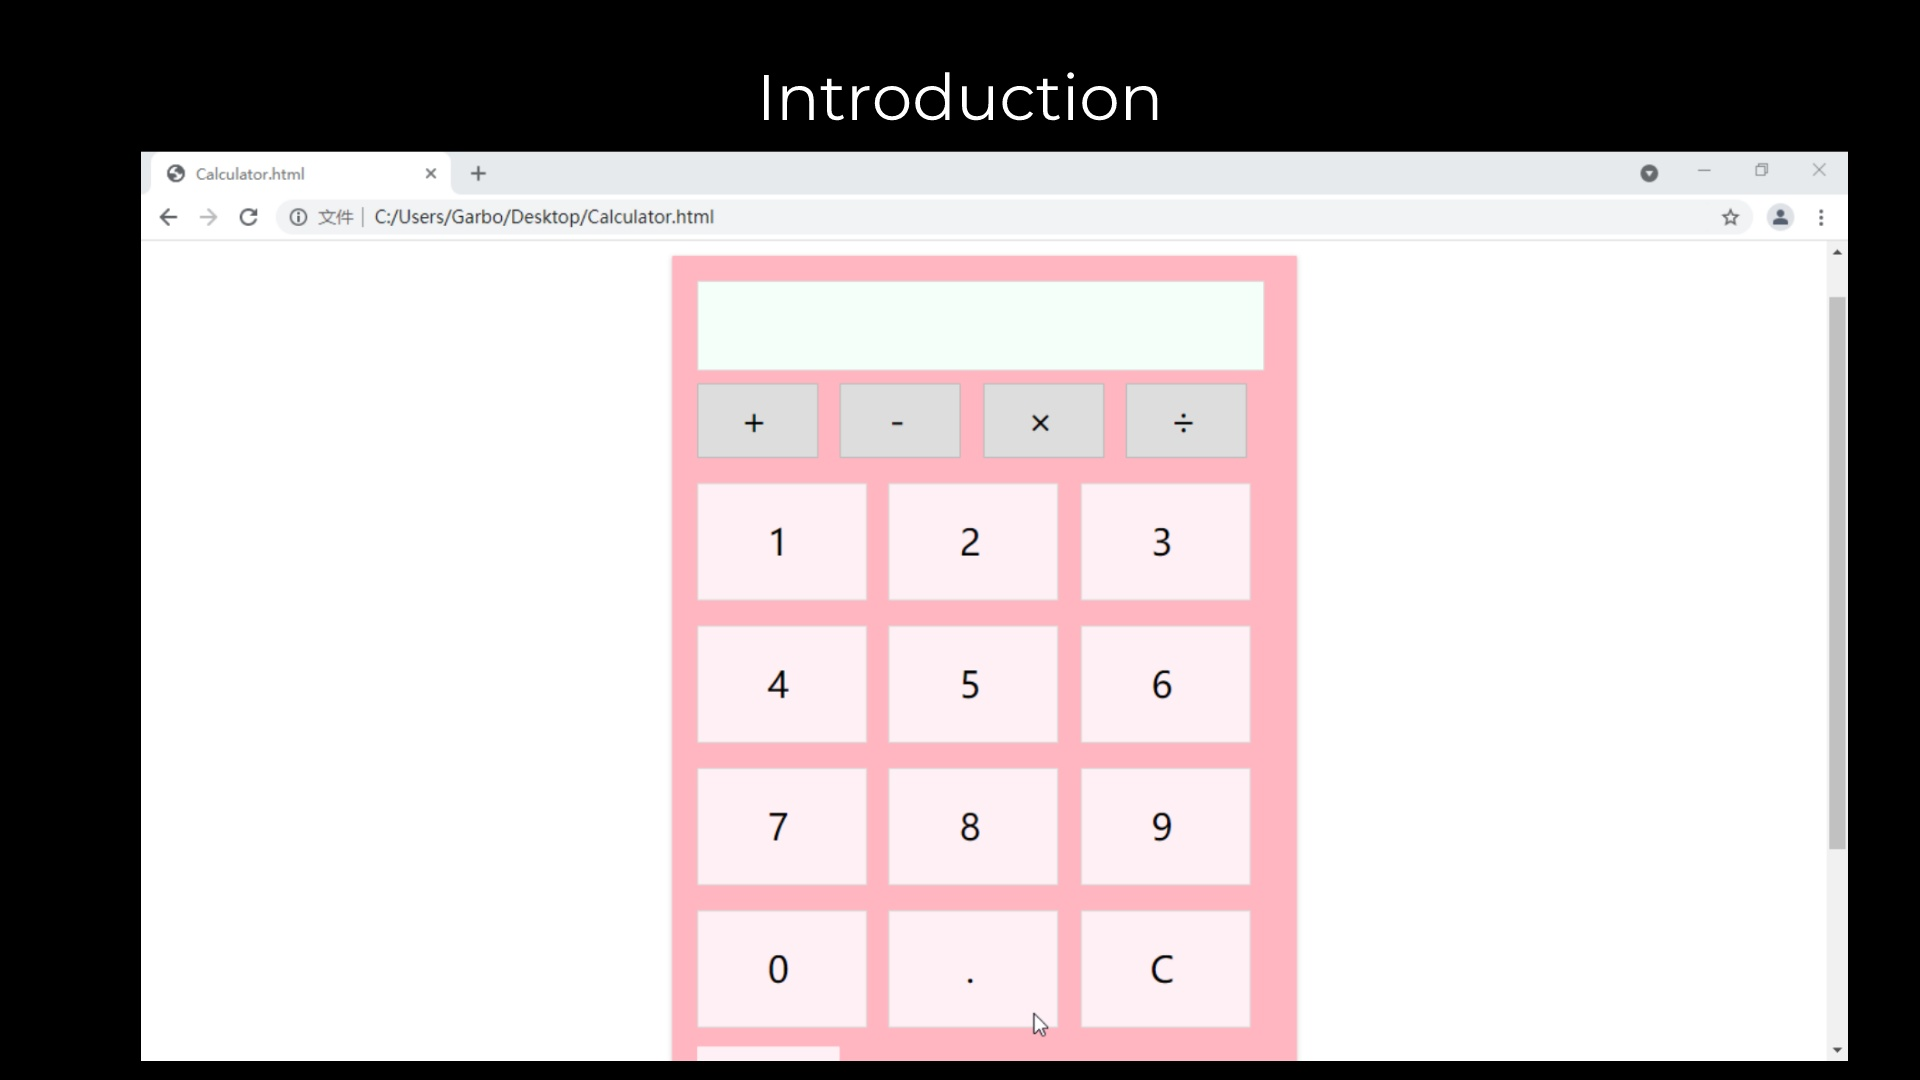 Introduction
Calculator.html
文件 C:/Users/Garbo/Desktop/Calculator.html
+ - × ÷
1 2 3
4 5 6
7 8 9
0 . C